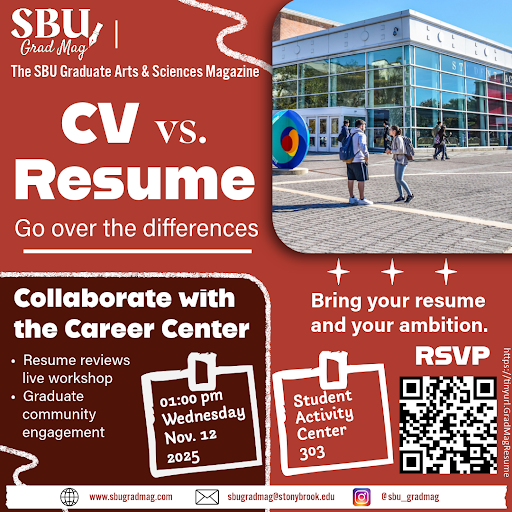 SBU
Grad Mag
The SBU Graduate Arts & Sciences Magazine
CV vs.
Resume
Go over the differences
Collaborate with
the Career Center
• Resume reviews
live workshop
• Graduate
community
engagement
01:00 pm
Wednesday
Nov. 12
2025
Bring your resume
and your ambition.
RSVP
Student
Activity
Center
303
https://tinyurl.GradMagResume
www.sbugradmag.com
sbugradmag@stonybrook.edu
@sbu_gradmag